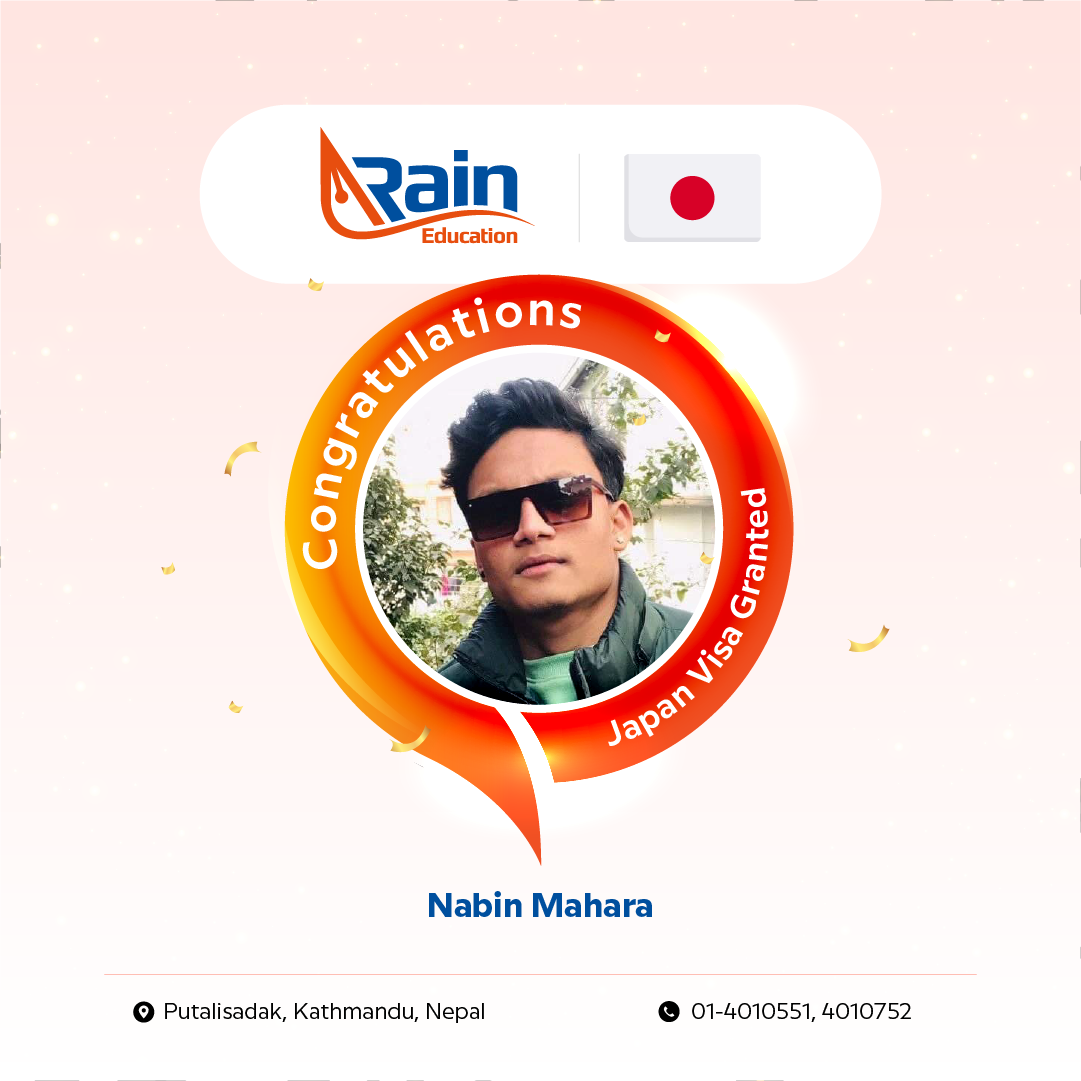 Rain
Education
Congratulations
Japan Visa Granted
Nabin Mahara
Putalisadak, Kathmandu, Nepal
01-4010551, 4010752